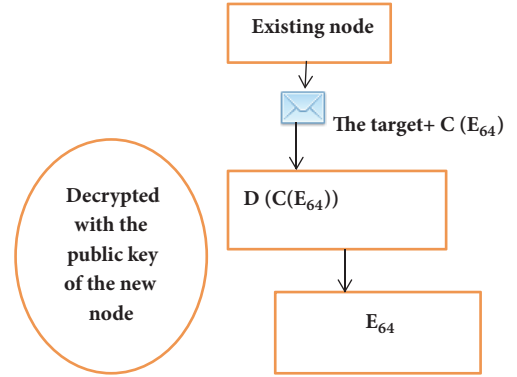 Existing node
The target+ C (E₆₄)
Decrypted
with the
public key
of the new
node
D (C(E₆₄))
E₆₄